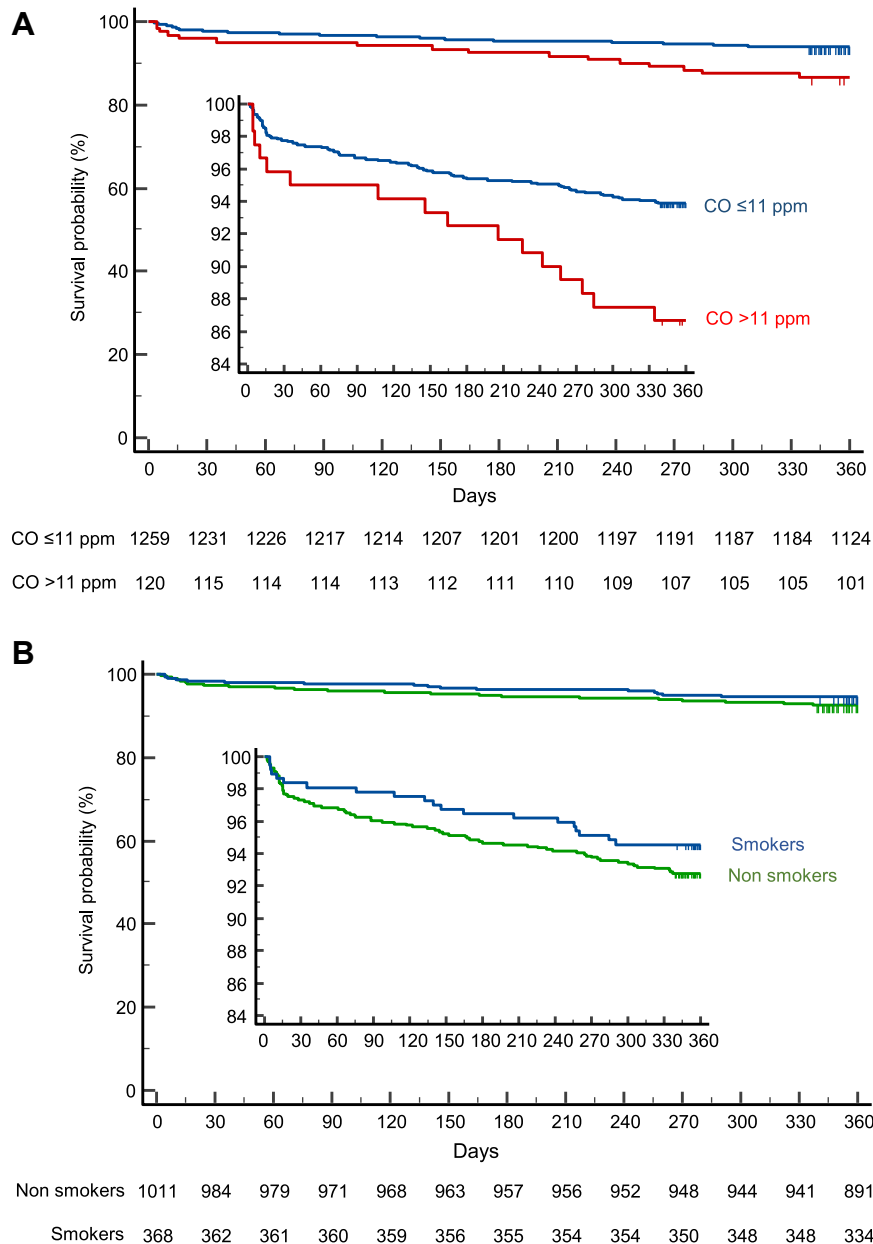 A
Survival probability (%)
100
80
60
40
20
0
100
98
96
94
92
90
88
86
84
0 30 60 90 120 150 180 210 240 270 300 330 360
CO ≤11 ppm
CO >11 ppm
0 30 60 90 120 150 180 210 240 270 300 330 360
Days
CO ≤11 ppm 1259 1231 1226 1217 1214 1207 1201 1200 1197 1191 1187 1184 1124
CO >11 ppm 120 115 114 114 113 112 111 110 109 107 105 105 101
B
Survival probability (%)
100
80
60
40
20
0
100
98
96
94
92
90
88
86
84
0 30 60 90 120 150 180 210 240 270 300 330 360
Smokers
Non smokers
0 30 60 90 120 150 180 210 240 270 300 330 360
Days
Non smokers 1011 984 979 971 968 963 957 956 952 948 944 941 891
Smokers 368 362 361 360 359 356 355 354 354 350 348 348 334